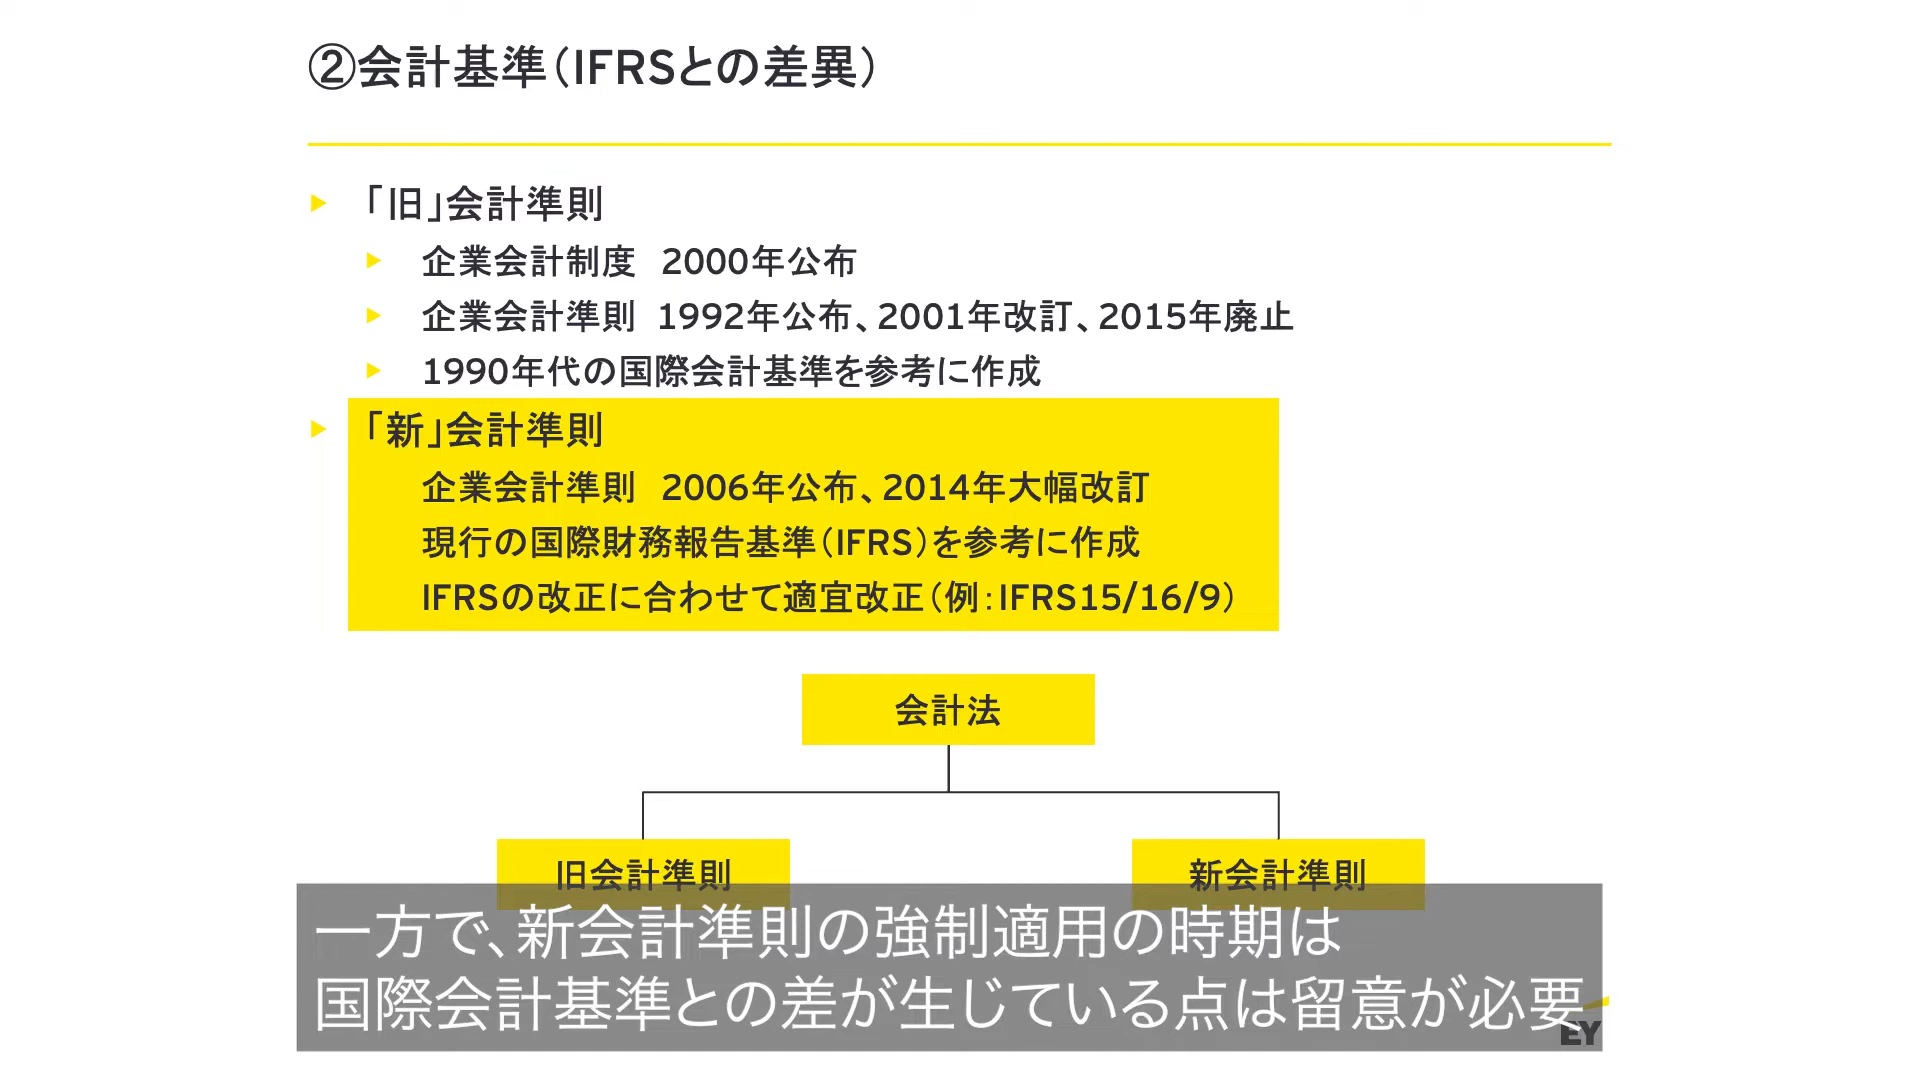 ②会計基準（IFRSとの差異）
「旧」会計準則
企業会計制度　2000年公布
企業会計準則　1992年公布、2001年改訂、2015年廃止
1990年代の国際会計基準を参考に作成
「新」会計準則
企業会計準則　2006年公布、2014年大幅改訂
現行の国際財務報告基準（IFRS）を参考に作成
IFRSの改正に合わせて適宜改正（例：IFRS15/16/9）
会計法
旧会計準則
新会計準則
一方で、新会計準則の強制適用の時期は
国際会計基準との差が生じている点は留意が必要
EY